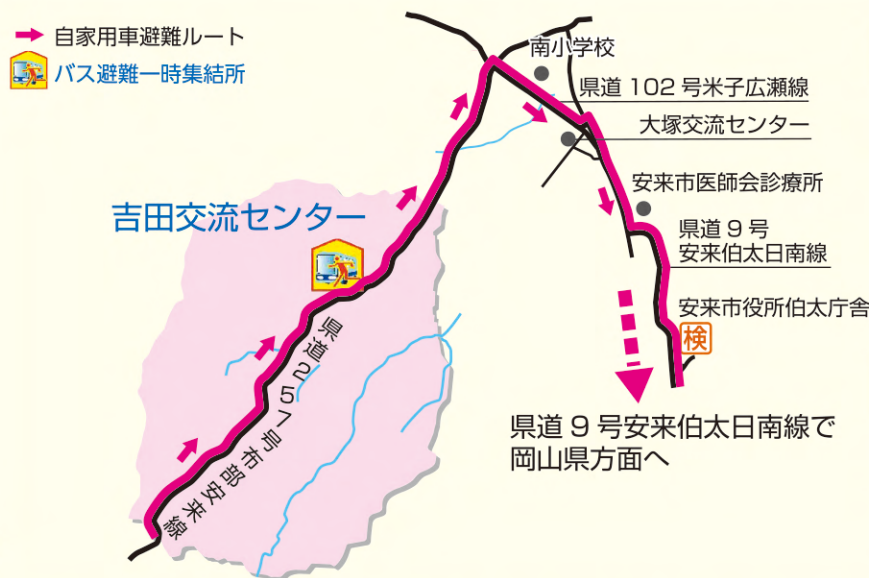 自家用車避難ルート
バス避難一時集結所
南小学校
県道102号米子広瀬線
大塚交流センター
安来市医師会診療所
県道9号
安来伯太日南線
安来市役所伯太庁舎
検
吉田交流センター
県道257号布部安来線
県道9号安来伯太日南線で
岡山県方面へ